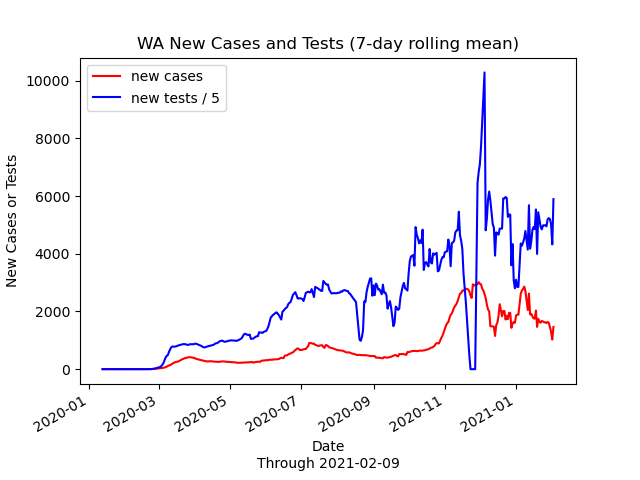 WA New Cases and Tests (7-day rolling mean)
new cases
new tests / 5
New Cases or Tests
10000
8000
6000
4000
2000
0
2020-01
2020-03
2020-05
2020-07
2020-09
2020-11
2021-01
Date
Through 2021-02-09